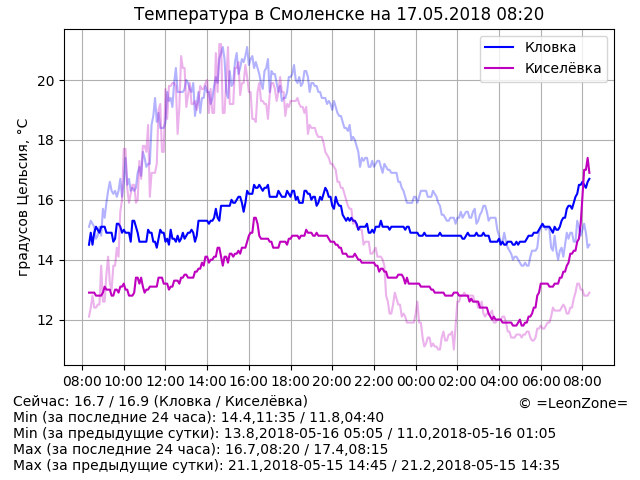 Температура в Смоленске на 17.05.2018 08:20
Кловка
Киселёвка
градусов Цельсия, °C
20
18
16
14
12
08:00 10:00 12:00 14:00 16:00 18:00 20:00 22:00 00:00 02:00 04:00 06:00 08:00
Сейчас: 16.7 / 16.9 (Кловка / Киселёвка)
© =LeonZone=
Min (за последние 24 часа): 14.4,11:35 / 11.8,04:40
Min (за предыдущие сутки): 13.8,2018-05-16 05:05 / 11.0,2018-05-16 01:05
Max (за последние 24 часа): 16.7,08:20 / 17.4,08:15
Max (за предыдущие сутки): 21.1,2018-05-15 14:45 / 21.2,2018-05-15 14:35